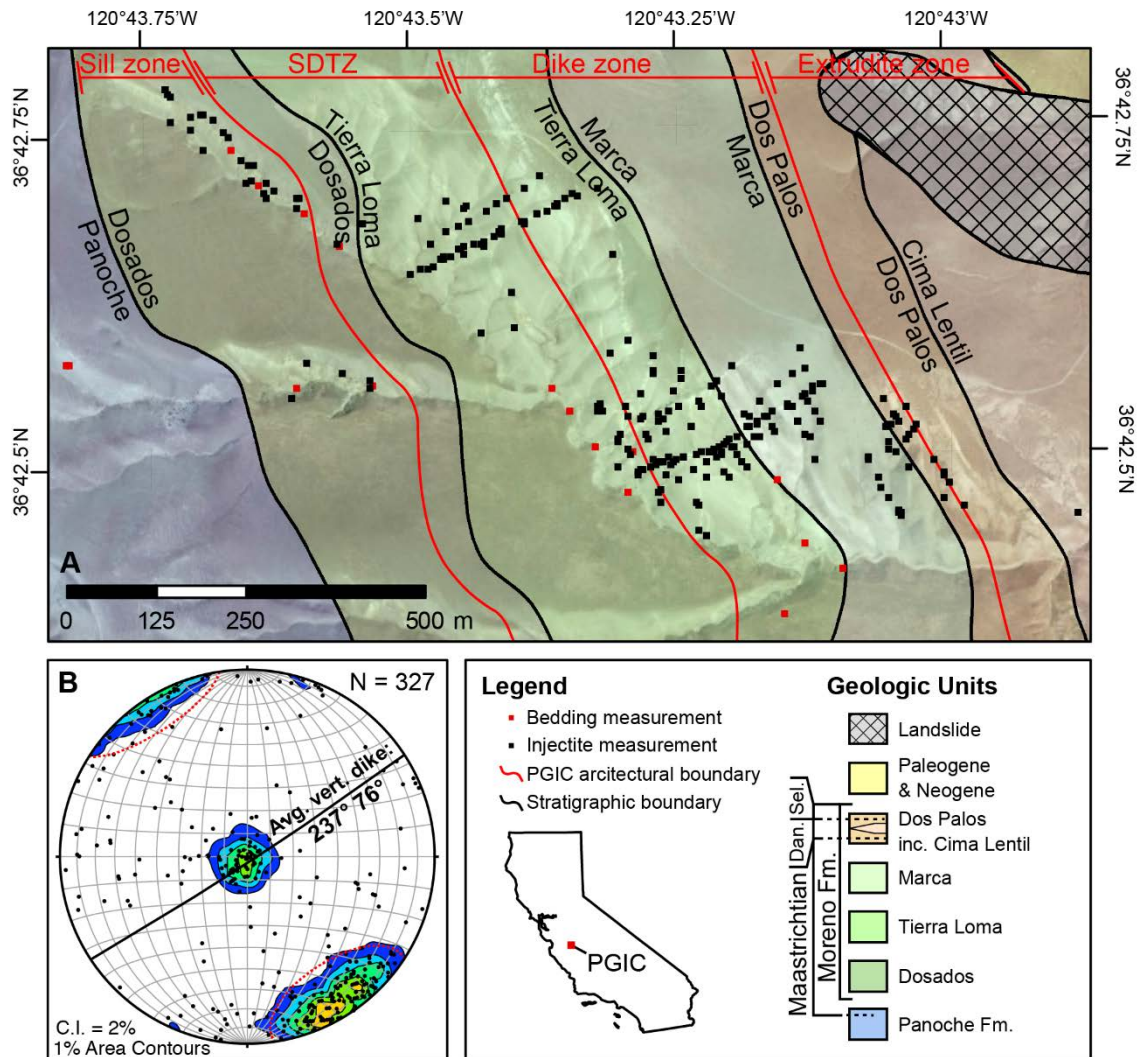 120°43.75'W
120°43.5'W
120°43.25'W
120°43'W
Sill zone
SDTZ
Dike zone
Extrudite zone
36°42.75'N
36°42.75'N
Tierra Loma
Dosados
Marca
Tierra Loma
Dos Palos
Marca
Dosados
Panoche
Cima Lentil
Dos Palos
36°42.5'N
36°42.5'N
A
0
125
250
500 m
B
N = 327
Avg. vert. dike:
237° 76°
C.I. = 2%
1% Area Contours
Legend
Bedding measurement
Injectite measurement
PGIC arcitectural boundary
Stratigraphic boundary
PGIC
Geologic Units
Landslide
Paleogene
& Neogene
Dos Palos
inc. Cima Lentil
Marca
Tierra Loma
Dosados
Panoche Fm.
Maastrichtian
Dan.
Sel.
Moreno Fm.